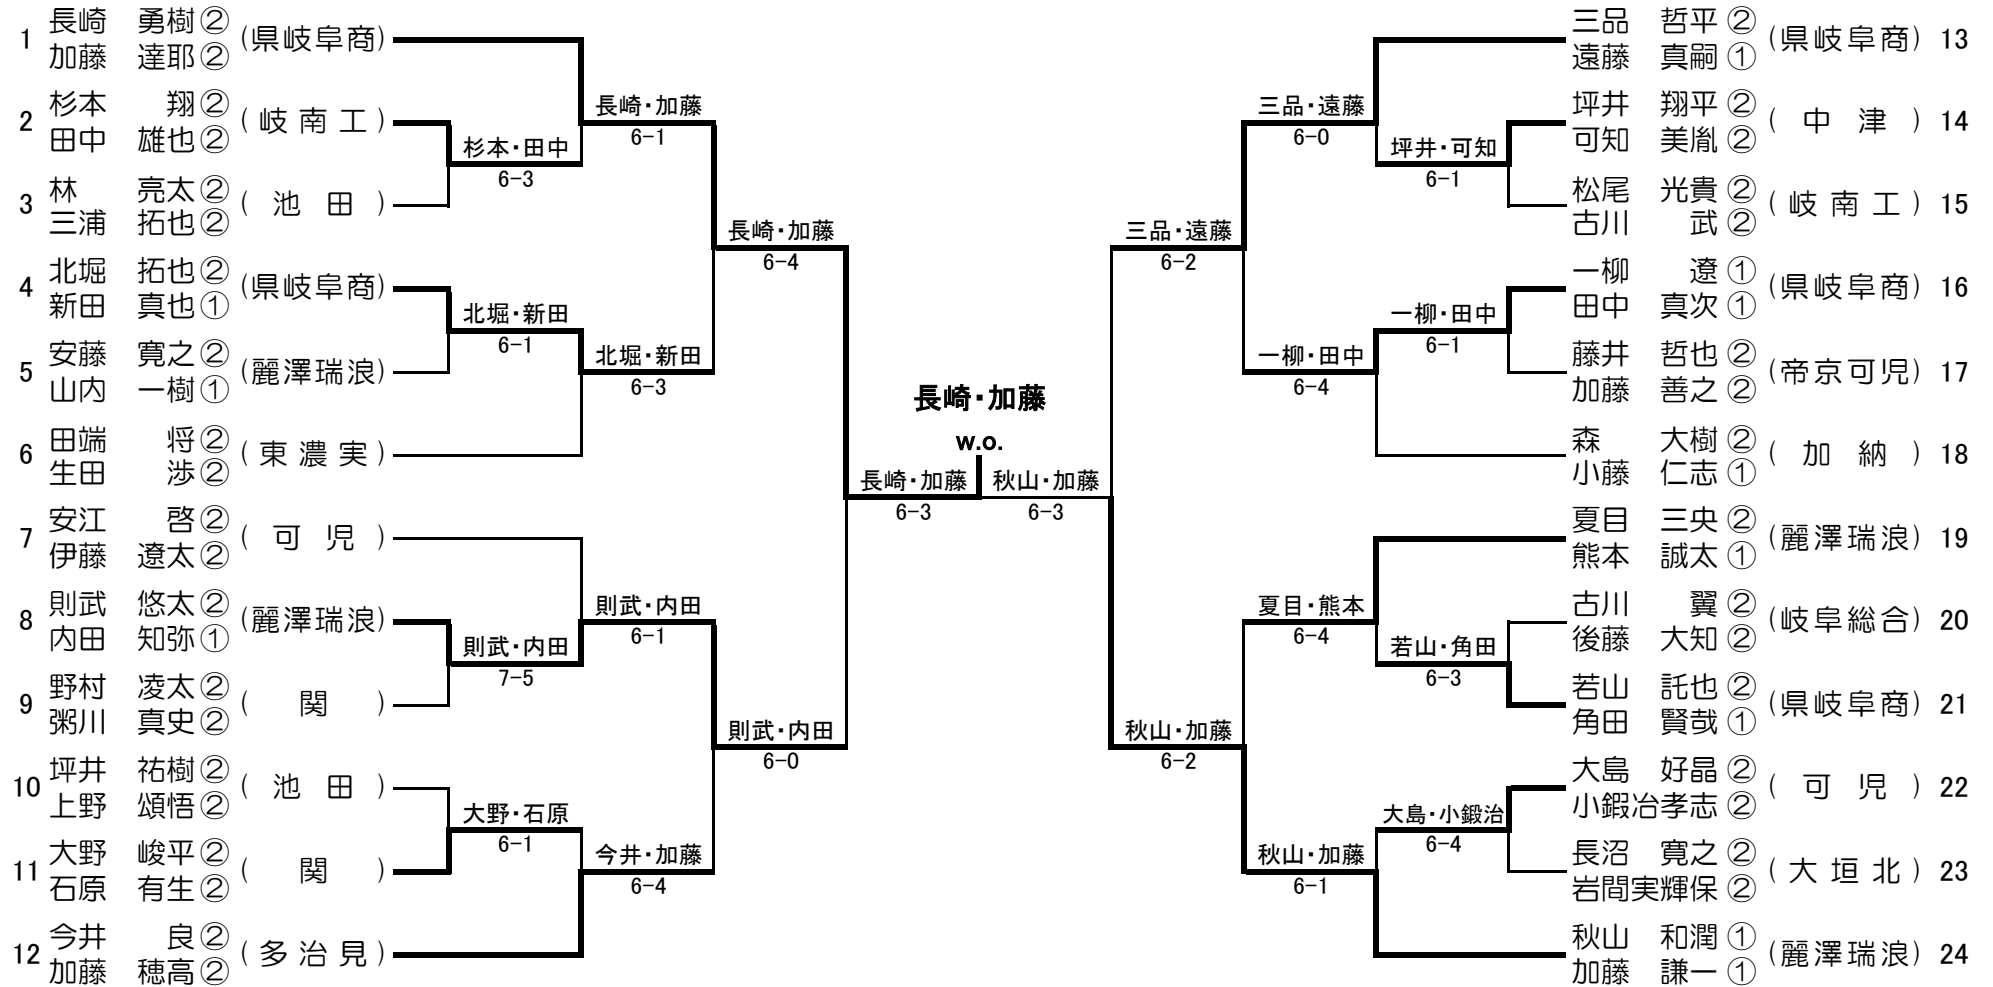 1 長崎 勇樹② (県岐阜商)
加藤 達耶②
2 杉本 翔② (岐南工)
田中 雄也②
3 林 亮太② (池田)
三浦 拓也②
4 北堀 拓也② (県岐阜商)
新田 真也①
5 安藤 寛之② (麗澤瑞浪)
山内 一樹①
6 田端 将② (東濃実)
生田 渉②
7 安江 啓② (可児)
伊藤 遼太②
8 則武 悠太② (麗澤瑞浪)
内田 知弥①
9 野村 凌太② (関)
粥川 真史②
10 坪井 祐樹② (池田)
上野 頌悟②
11 大野 峻平② (関)
石原 有生②
12 今井 良② (多治見)
加藤 穂高②
杉本・田中
6-3
北堀・新田
6-1
則武・内田
7-5
大野・石原
6-1
長崎・加藤
6-1
北堀・新田
6-3
則武・内田
6-1
今井・加藤
6-4
長崎・加藤
6-4
則武・内田
6-0
長崎・加藤
6-3
長崎・加藤
w.o.
秋山・加藤
6-3
三品・遠藤
6-2
秋山・加藤
6-2
三品・遠藤
6-0
一柳・田中
6-4
夏目・熊本
6-4
秋山・加藤
6-1
坪井・可知
6-1
一柳・田中
6-1
若山・角田
6-3
大島・小鍛治
6-4
三品 哲平② (県岐阜商) 13
遠藤 真嗣①
坪井 翔平② (中津) 14
可知 美胤②
松尾 光貴② (岐南工) 15
古川 武②
一柳 遼① (県岐阜商) 16
田中 真次①
藤井 哲也② (帝京可児) 17
加藤 善之②
森 大樹② (加納) 18
小藤 仁志①
夏目 三央② (麗澤瑞浪) 19
熊本 誠太①
古川 翼② (岐阜総合) 20
後藤 大知②
若山 託也② (県岐阜商) 21
角田 賢哉①
大島 好晶② (可児) 22
小鍜冶孝志②
長沼 寛之② (大垣北) 23
岩間実輝保②
秋山 和潤① (麗澤瑞浪) 24
加藤 謙一①